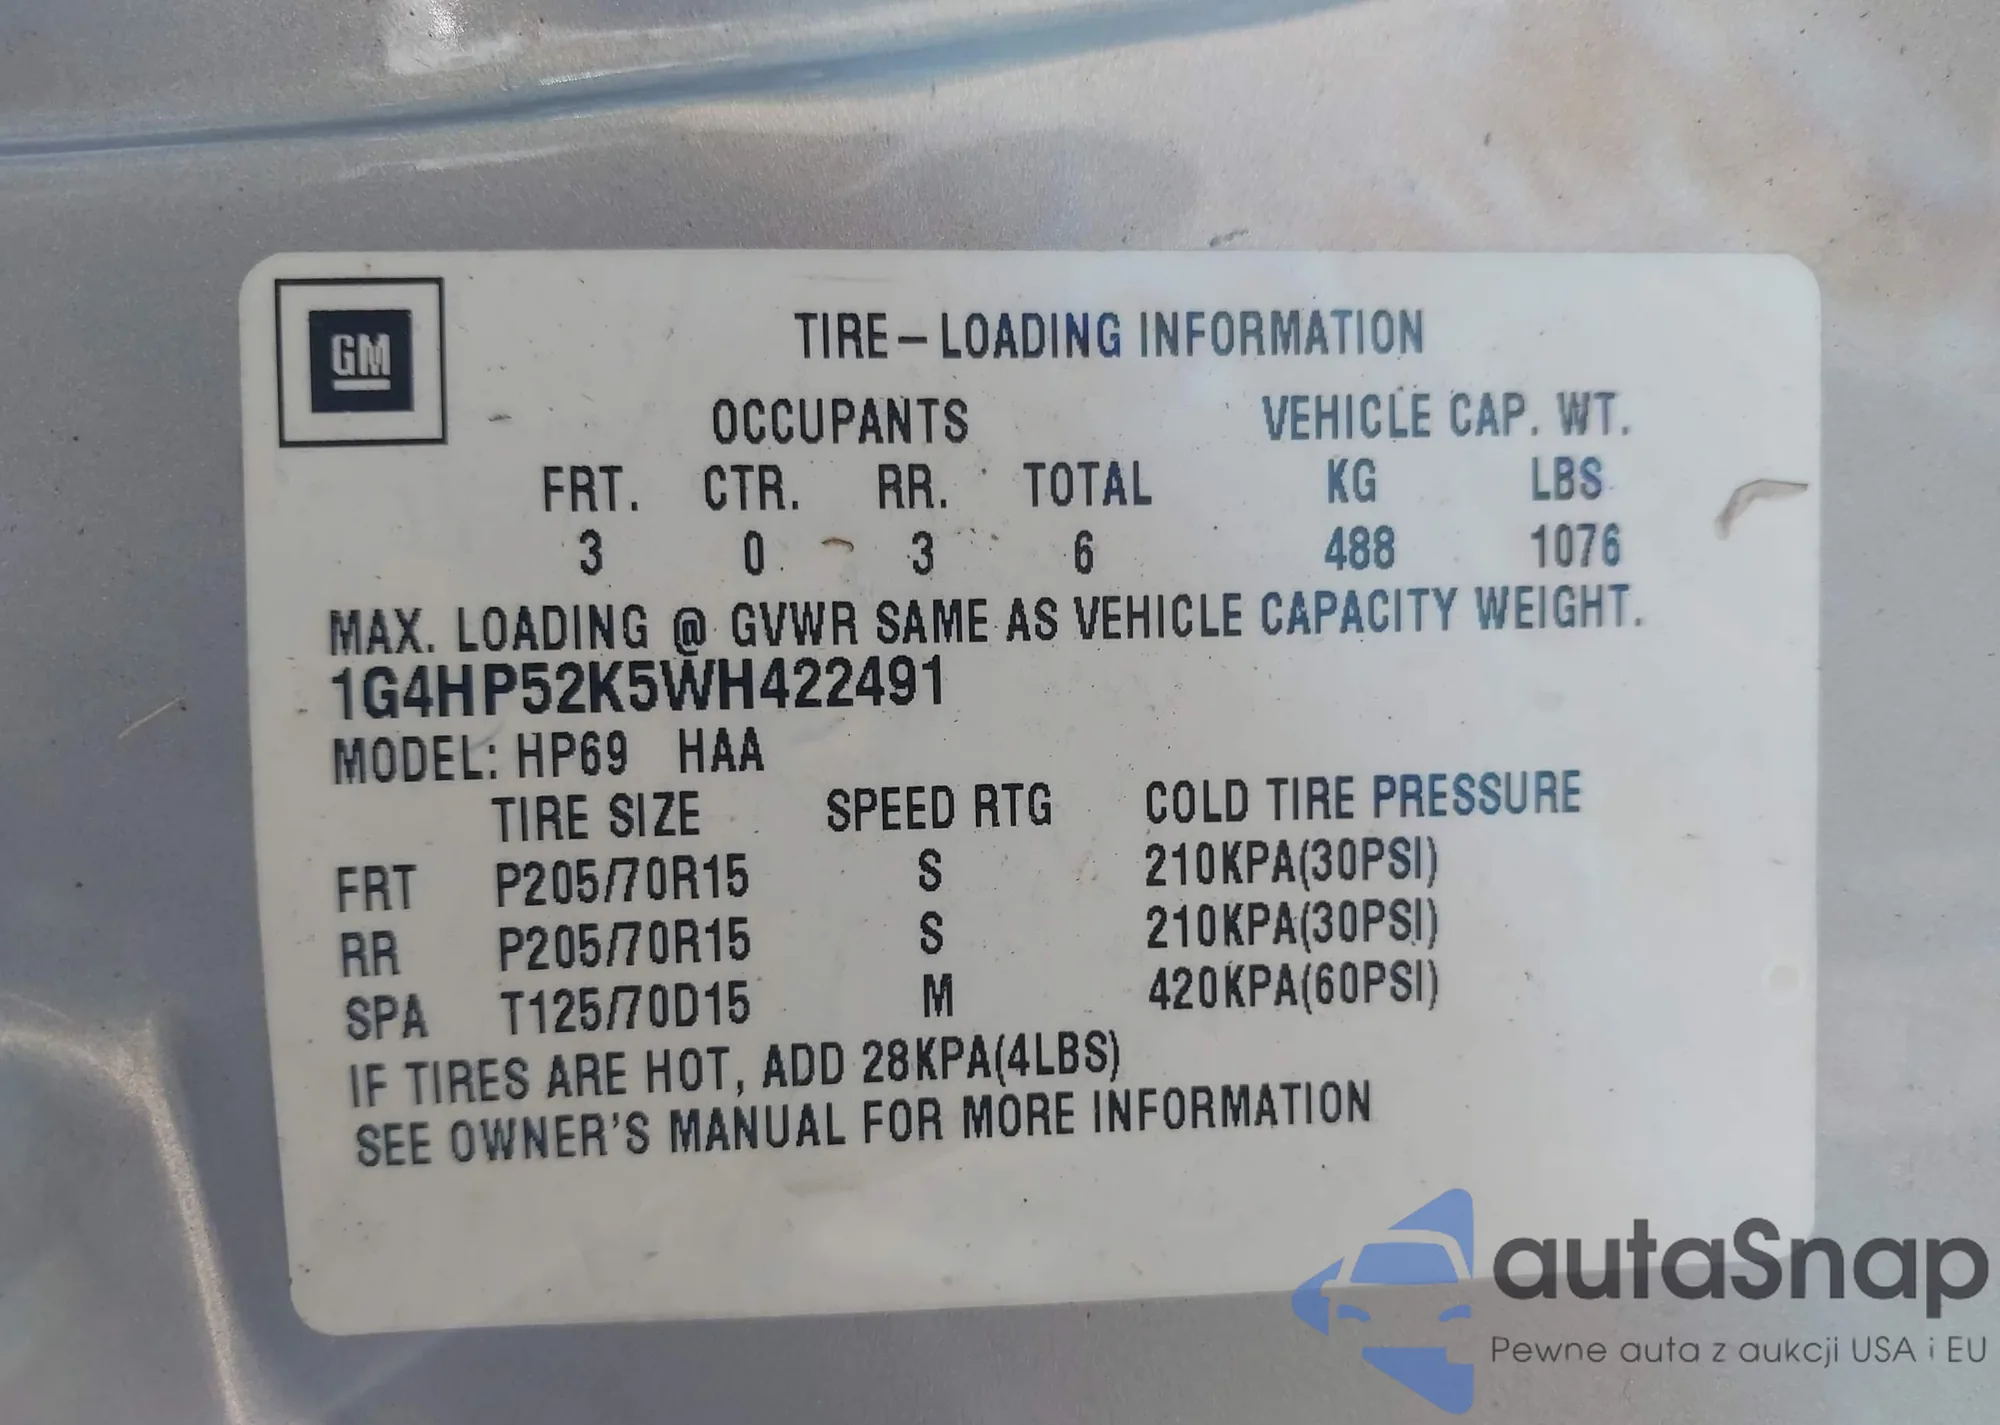 GM
TIRE – LOADING INFORMATION
OCCUPANTS VEHICLE CAP. WT.
FRT. CTR. RR. TOTAL KG LBS
3 0 3 6 488 1076
MAX. LOADING @ GVWR SAME AS VEHICLE CAPACITY WEIGHT.
1G4HP52K5WH422491
MODEL: HP69 HAA
TIRE SIZE SPEED RTG COLD TIRE PRESSURE
FRT P205/70R15 S 210KPA(30PSI)
RR P205/70R15 S 210KPA(30PSI)
SPA T125/70D15 M 420KPA(60PSI)
IF TIRES ARE HOT, ADD 28KPA(4LBS)
SEE OWNER'S MANUAL FOR MORE INFORMATION
autaSnap
Pewne auta z aukcji USA i EU